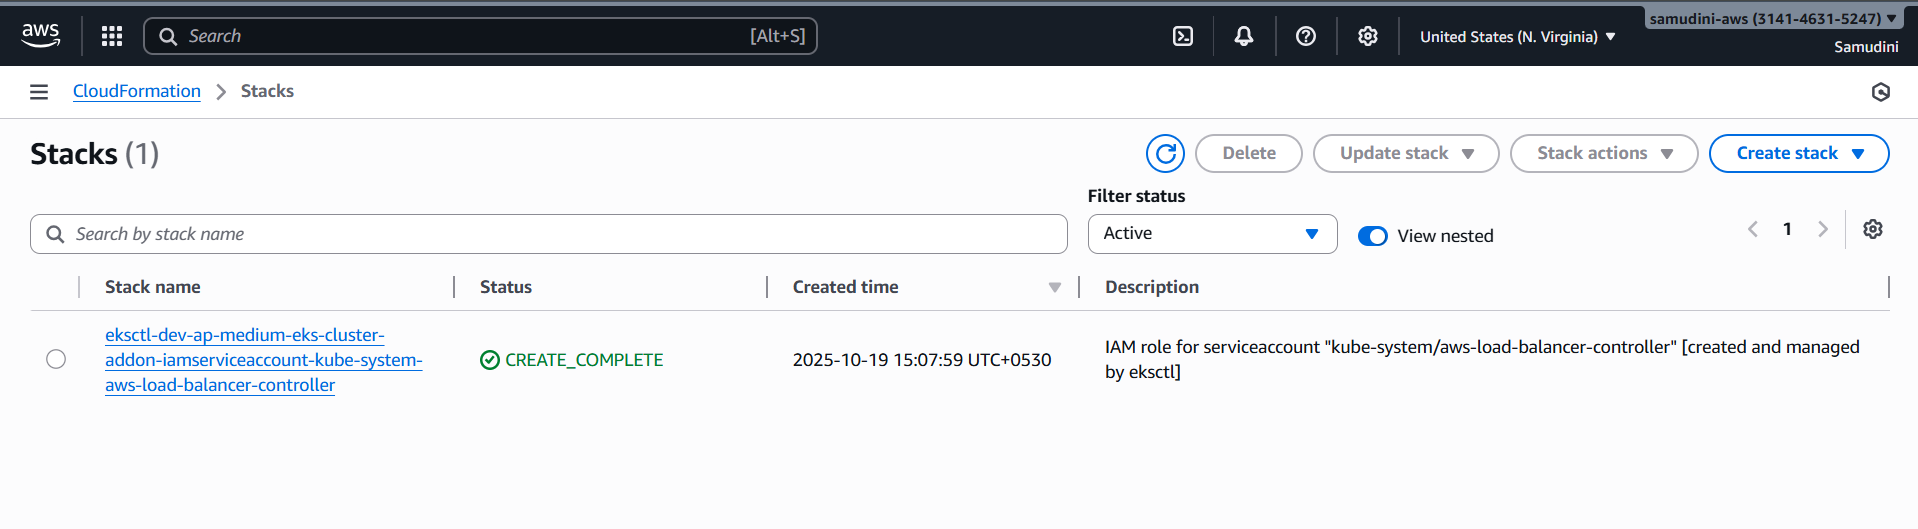 samudini-aws (3141-4631-5247)
aws
Search
[Alt+S]
United States (N. Virginia)
Samudini
CloudFormation
Stacks
Stacks (1)
Delete
Update stack
Stack actions
Create stack
Filter status
Search by stack name
Active
View nested
1
Stack name
Status
Created time
Description
eksctl-dev-ap-medium-eks-cluster-
addon-iamserviceaccount-kube-system-
aws-load-balancer-controller
CREATE_COMPLETE
2025-10-19 15:07:59 UTC+0530
IAM role for serviceaccount "kube-system/aws-load-balancer-controller" [created and managed
by eksctl]